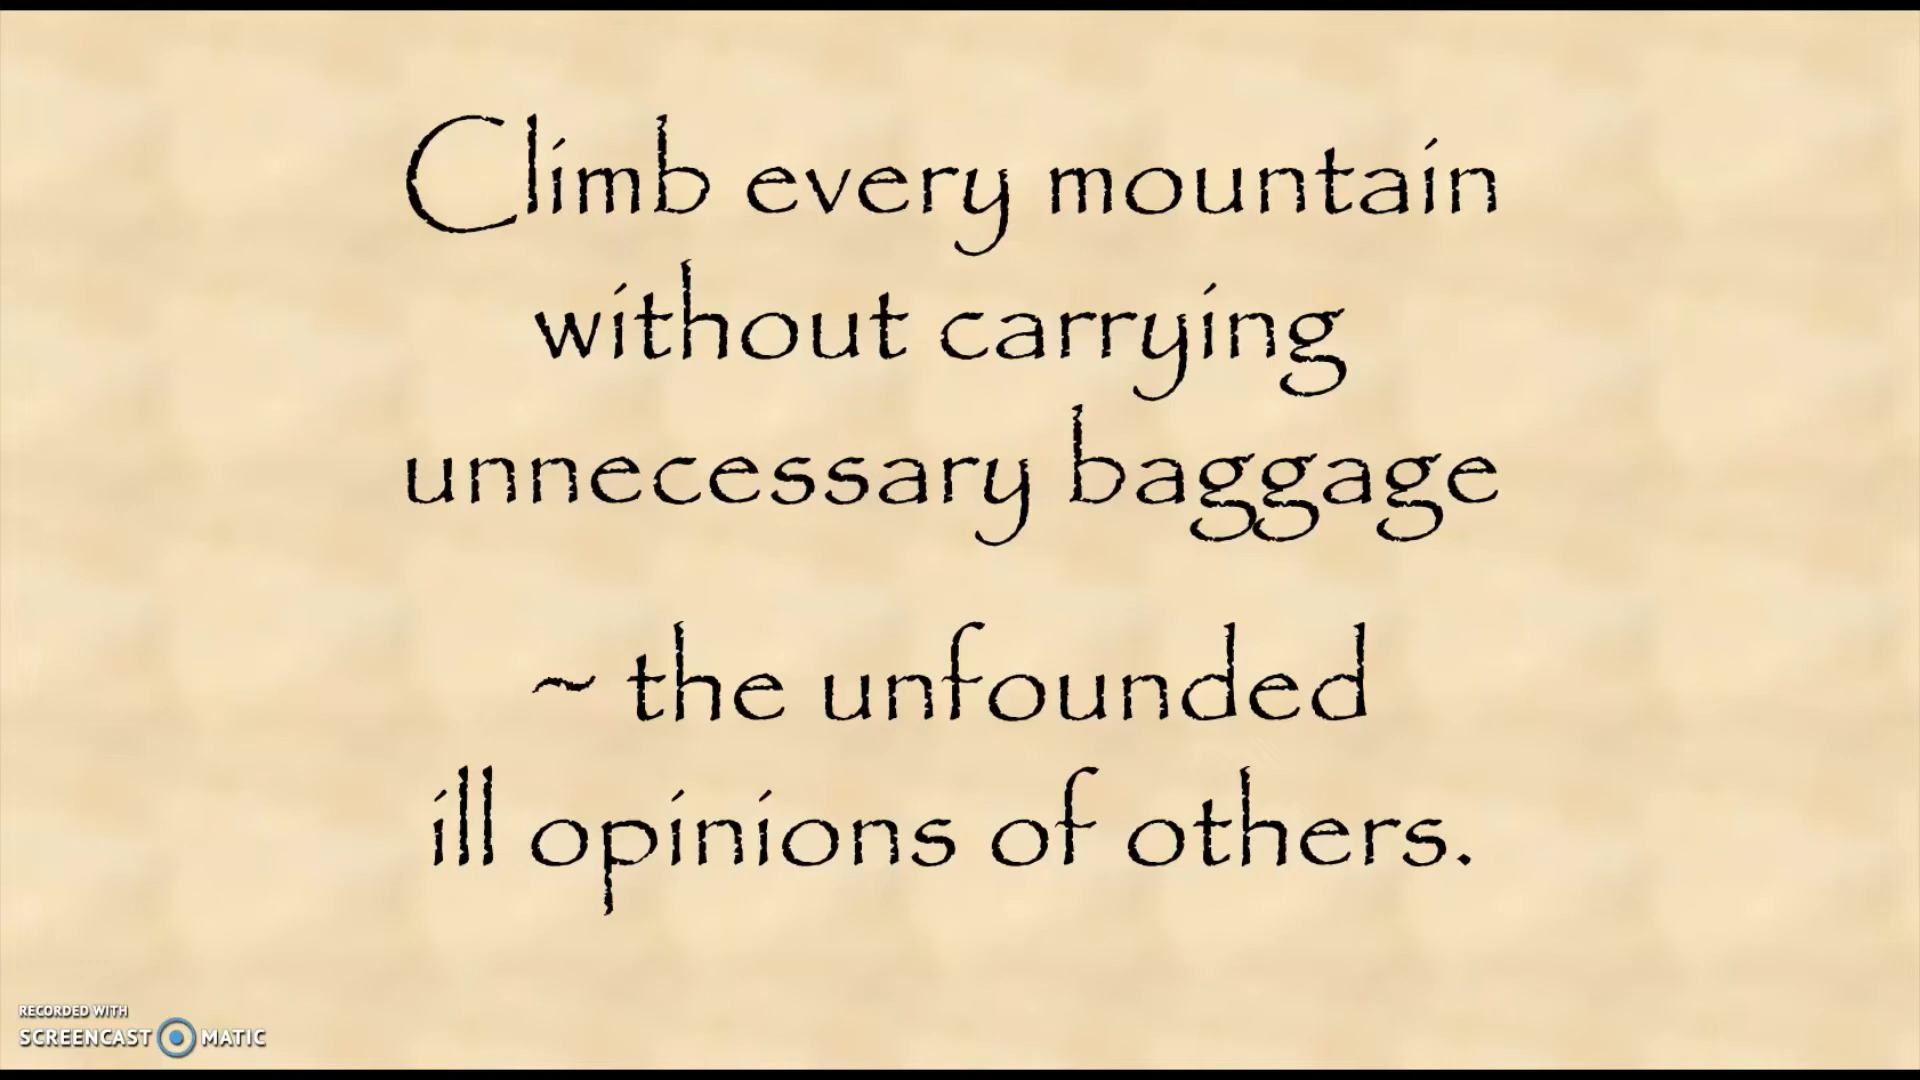 Climb every mountain
without carrying
unnecessary baggage
~ the unfounded
ill opinions of others.
RECORDED WITH
SCREENCAST MATIC